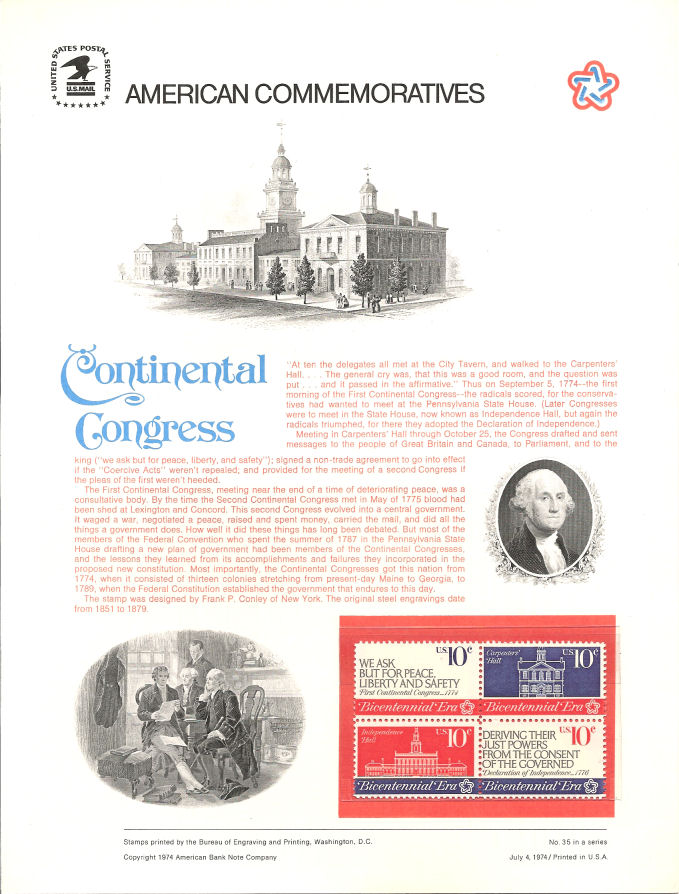 UNITED STATES POSTAL SERVICE
U.S.MAIL
AMERICAN COMMEMORATIVES
Continental
Congress
"At ten the delegates all met at the City Tavern, and walked to the Carpenters'
Hall. . . . The general cry was, that this was a good room, and the question was
put . . . and it passed in the affirmative." Thus on September 5, 1774--the first
morning of the First Continental Congress--the radicals scored, for the conserva-
tives had wanted to meet at the Pennsylvania State House. (Later Congresses
were to meet in the State House, now known as Independence Hall, but again the
radicals triumphed, for there they adopted the Declaration of Independence.)
Meeting in Carpenters' Hall through October 25, the Congress drafted and sent
messages to the people of Great Britain and Canada, to Parliament, and to the
king ("we ask but for peace, liberty, and safety"); signed a non-trade agreement to go into effect
if the "Coercive Acts" weren't repealed; and provided for the meeting of a second Congress if
the pleas of the first weren't heeded.
The First Continental Congress, meeting near the end of a time of deteriorating peace, was a
consultative body. By the time the Second Continental Congress met in May of 1775 blood had
been shed at Lexington and Concord. This second Congress evolved into a central government.
It waged a war, negotiated a peace, raised and spent money, carried the mail, and did all the
things a government does. How well it did these things has long been debated. But most of the
members of the Federal Convention who spent the summer of 1787 in the Pennsylvania State
House drafting a new plan of government had been members of the Continental Congresses,
and the lessons they learned from its accomplishments and failures they incorporated in the
proposed new constitution. Most importantly, the Continental Congresses got this nation from
1774, when it consisted of thirteen colonies stretching from present-day Meine to Georgia, to
1789, when the Federal Constitution established the government that endures to this day.
The stamp was designed by Frank P. Conley of New York. The original steel engravings date
from 1851 to 1879.
U.S. 10c
WE ASK
BUT FOR PEACE,
LIBERTY AND SAFETY
First Continental Congress...1774
Bicentennial Era
Carpenters'
Hall
U.S. 10c
Bicentennial Era
Independence
Hall
U.S. 10c
Bicentennial Era
U.S. 10c
DERIVING THEIR
JUST POWERS
FROM THE CONSENT
OF THE GOVERNED
Declaration of Independence...1776
Bicentennial Era
Stamps printed by the Bureau of Engraving and Printing, Washington, D.C.
No. 35 in a series
Copyright 1974 American Bank Note Company
July 4, 1974/ Printed in U.S.A.